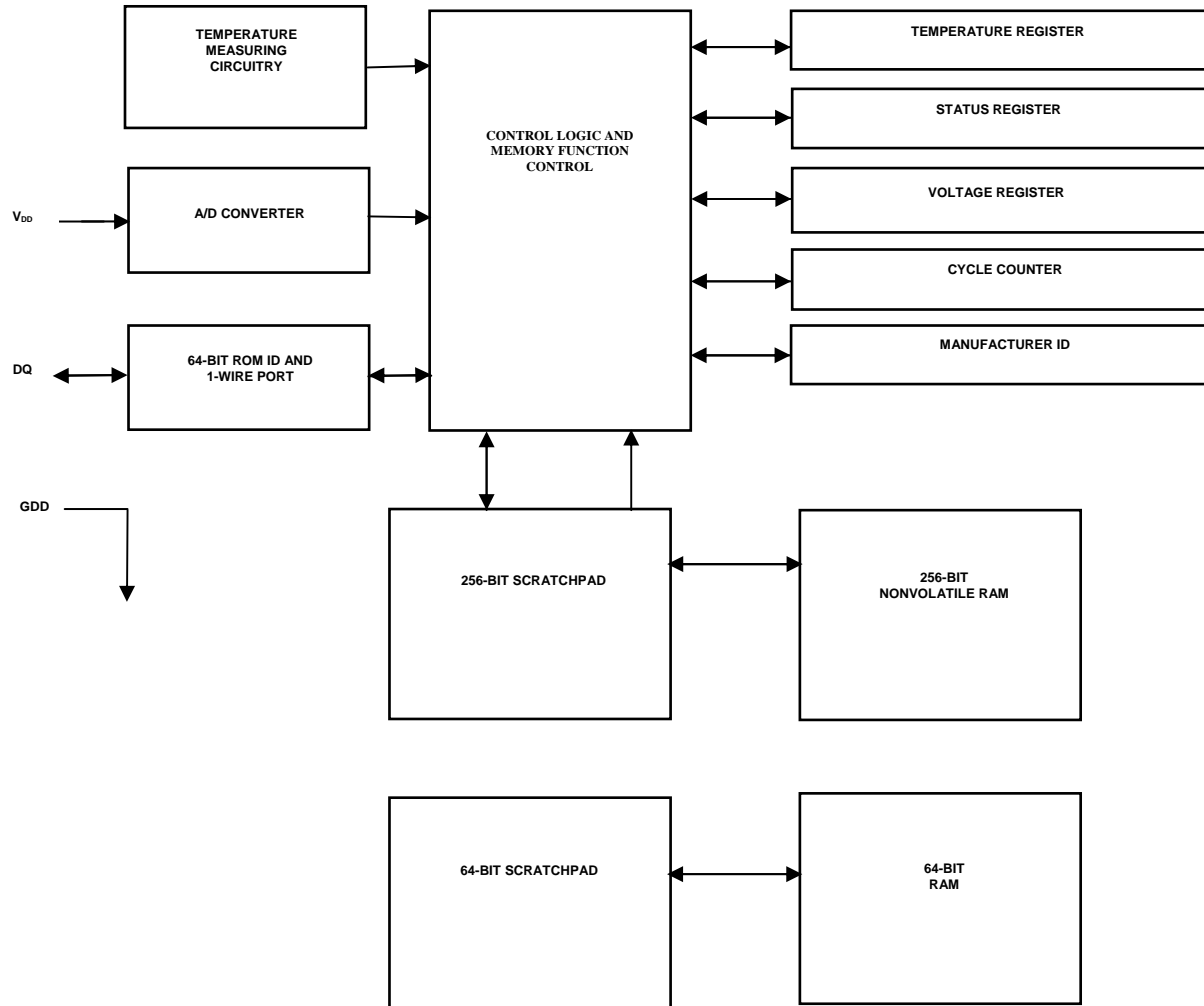 TEMPERATURE
MEASURING
CIRCUITRY
CONTROL LOGIC AND
MEMORY FUNCTION
CONTROL
TEMPERATURE REGISTER
STATUS REGISTER
VOLTAGE REGISTER
CYCLE COUNTER
MANUFACTURER ID
VDD
A/D CONVERTER
DQ
64-BIT ROM ID AND
1-WIRE PORT
GDD
256-BIT SCRATCHPAD
256-BIT
NONVOLATILE RAM
64-BIT SCRATCHPAD
64-BIT
RAM